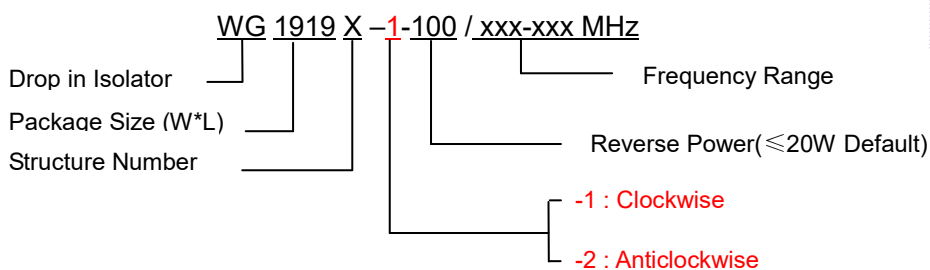 WG 1919 X –1-100 / xxx-xxx MHz
Drop in Isolator
Frequency Range
Package Size (W*L)
Reverse Power(≤20W Default)
Structure Number
-1 : Clockwise
-2 : Anticlockwise